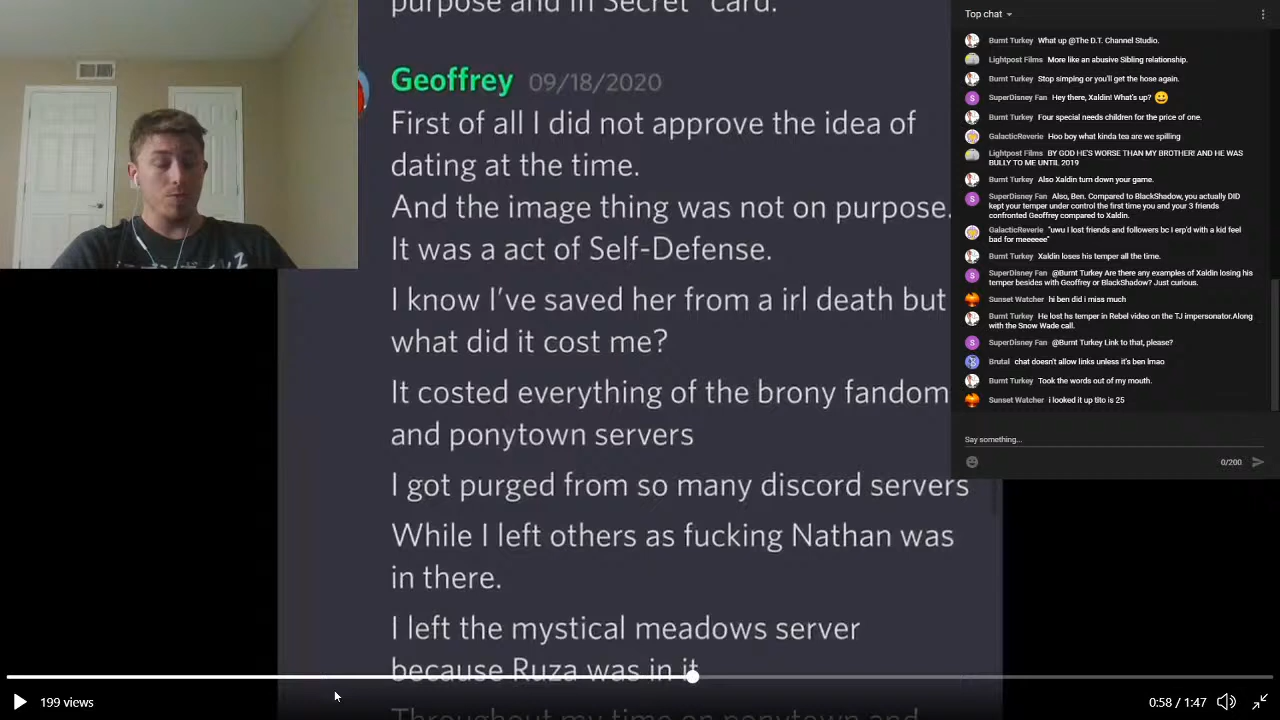 purpose and in Secret" card.
Geoffrey 09/18/2020
First of all I did not approve the idea of
dating at the time.
And the image thing was not on purpose.
It was a act of Self-Defense.
I know I've saved her from a irl death but
what did it cost me?
It costed everything of the brony fandom
and ponytown servers
I got purged from so many discord servers
While I left others as fucking Nathan was
in there.
I left the mystical meadows server
because Ruza was in it
Throughout my time on ponytown and
Top chat
Burnt Turkey What up @The D.T. Channel Studio.
Lightpost Films More like an abusive Sibling relationship.
Burnt Turkey Stop simping or you'll get the hose again.
S SuperDisney Fan Hey there, Xaldin! What's up? 😀
Burnt Turkey Four special needs children for the price of one.
GalacticReverie Hoo boy what kinda tea are we spilling
Lightpost Films BY GOD HE'S WORSE THAN MY BROTHER! AND HE WAS
BULLY TO ME UNTIL 2019
Burnt Turkey Also Xaldin turn down your game.
S SuperDisney Fan Also, Ben. Compared to BlackShadow, you actually DID
kept your temper under control the first time you and your 3 friends
confronted Geoffrey compared to Xaldin.
GalacticReverie "uwu I lost friends and followers bc I erp'd with a kid feel
bad for meeeeee"
Burnt Turkey Xaldin loses his temper all the time.
S SuperDisney Fan @Burnt Turkey Are there any examples of Xaldin losing his
temper besides with Geoffrey or BlackShadow? Just curious.
Sunset Watcher hi ben did i miss much
Burnt Turkey He lost hs temper in Rebel video on the TJ impersonator.Along
with the Snow Wade call.
S SuperDisney Fan @Burnt Turkey Link to that, please?
Brutal chat doesn't allow links unless it's ben lmao
Burnt Turkey Took the words out of my mouth.
Sunset Watcher i looked it up tito is 25
Say something...
0/200
199 views
0:58 / 1:47